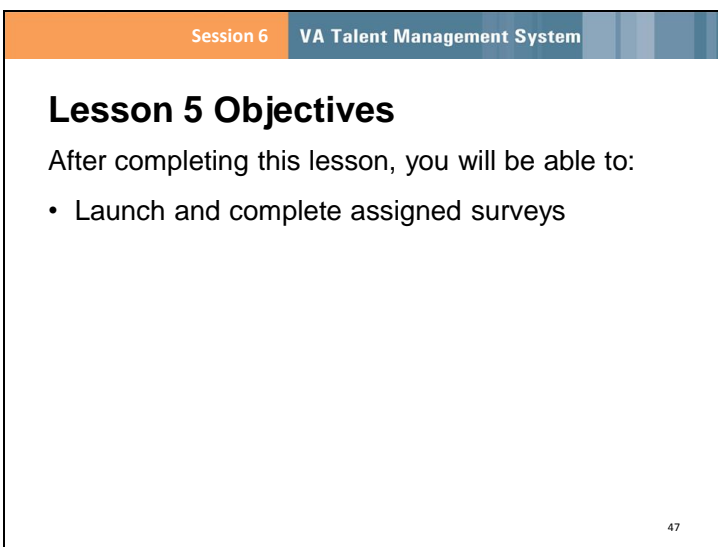 Session 6 VA Talent Management System
Lesson 5 Objectives
After completing this lesson, you will be able to:
• Launch and complete assigned surveys
47